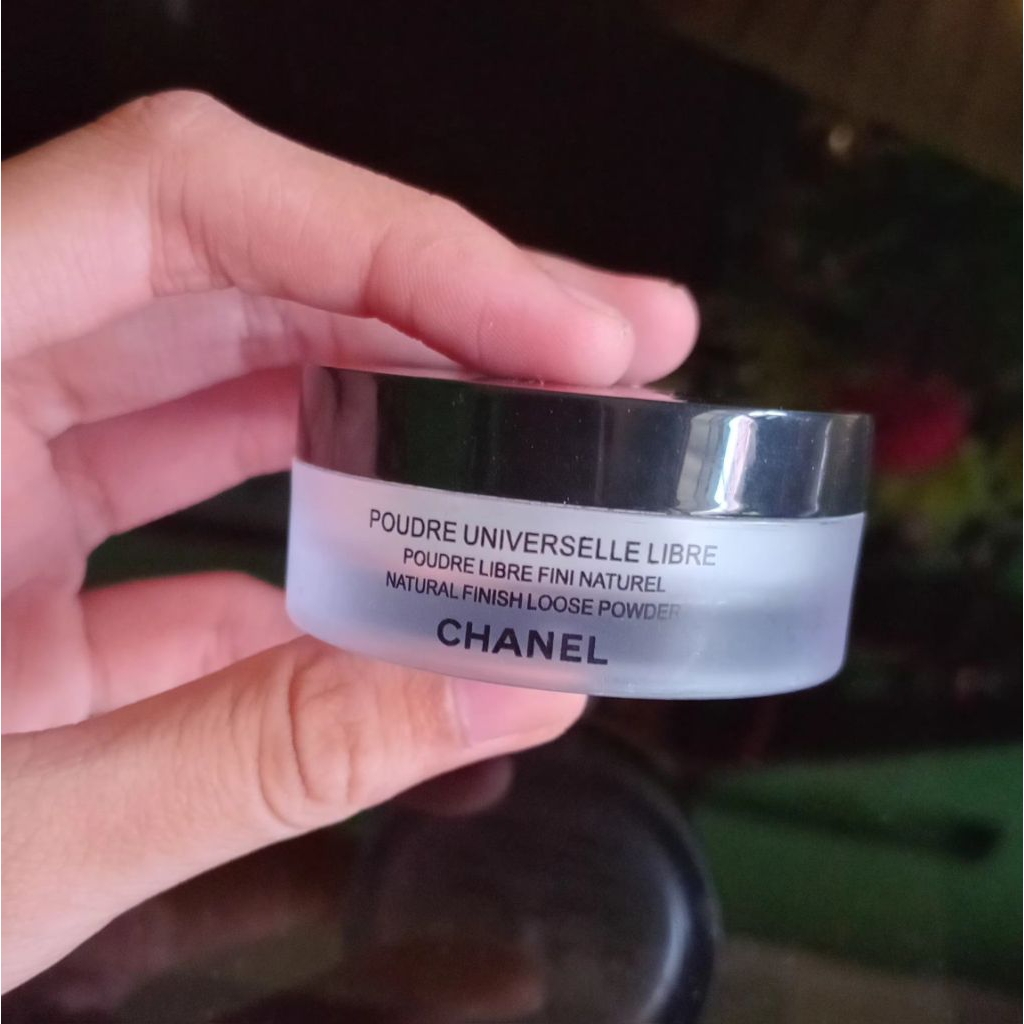 POUDRE UNIVERSELLE LIBRE
POUDRE LIBRE FINI NATUREL
NATURAL FINISH LOOSE POWDER
CHANEL